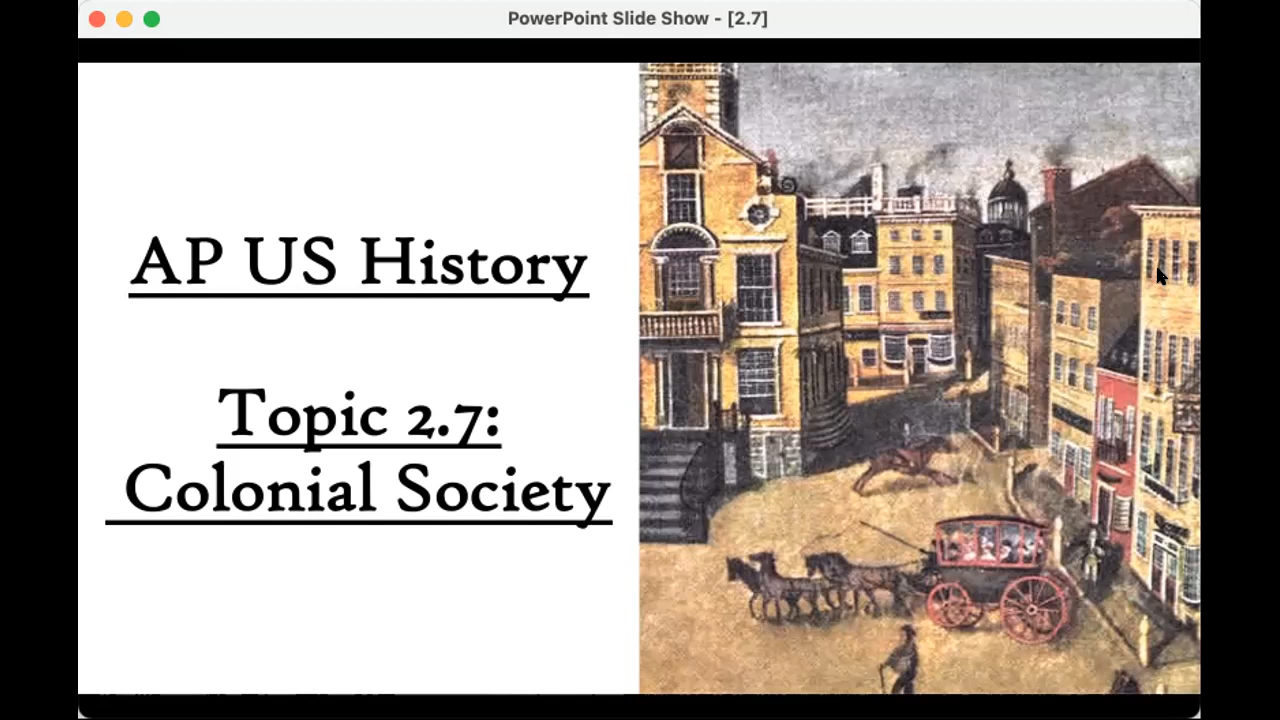 PowerPoint Slide Show - [2.7]
AP US History
Topic 2.7:
Colonial Society